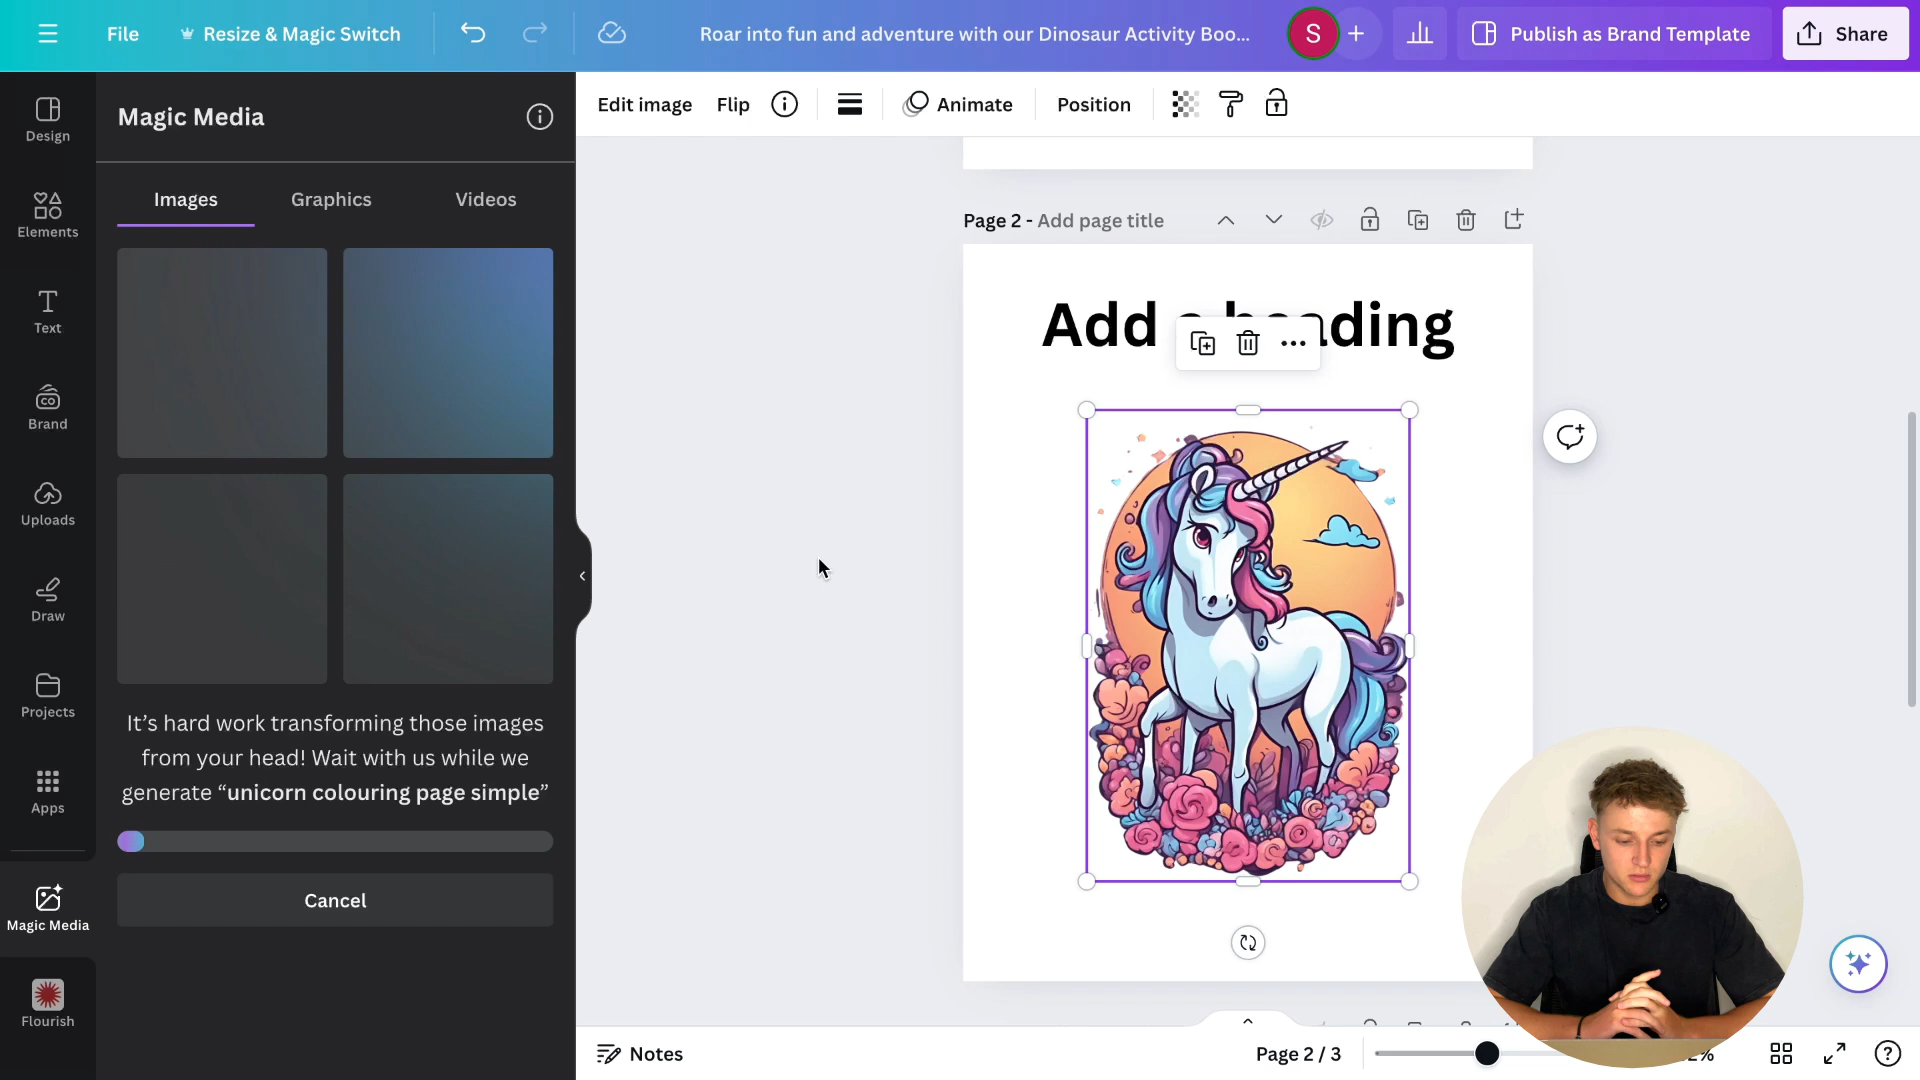 File
Resize & Magic Switch
Roar into fun and adventure with our Dinosaur Activity Boo...
S
Publish as Brand Template
Share
Design
Elements
Text
Brand
Uploads
Draw
Projects
Apps
Magic Media
Flourish
Magic Media
Images
Graphics
Videos
It's hard work transforming those images
from your head! Wait with us while we
generate “unicorn colouring page simple”
Cancel
Edit image
Flip
Animate
Position
Page 2 - Add page title
Add a heading
Notes
Page 2 / 3